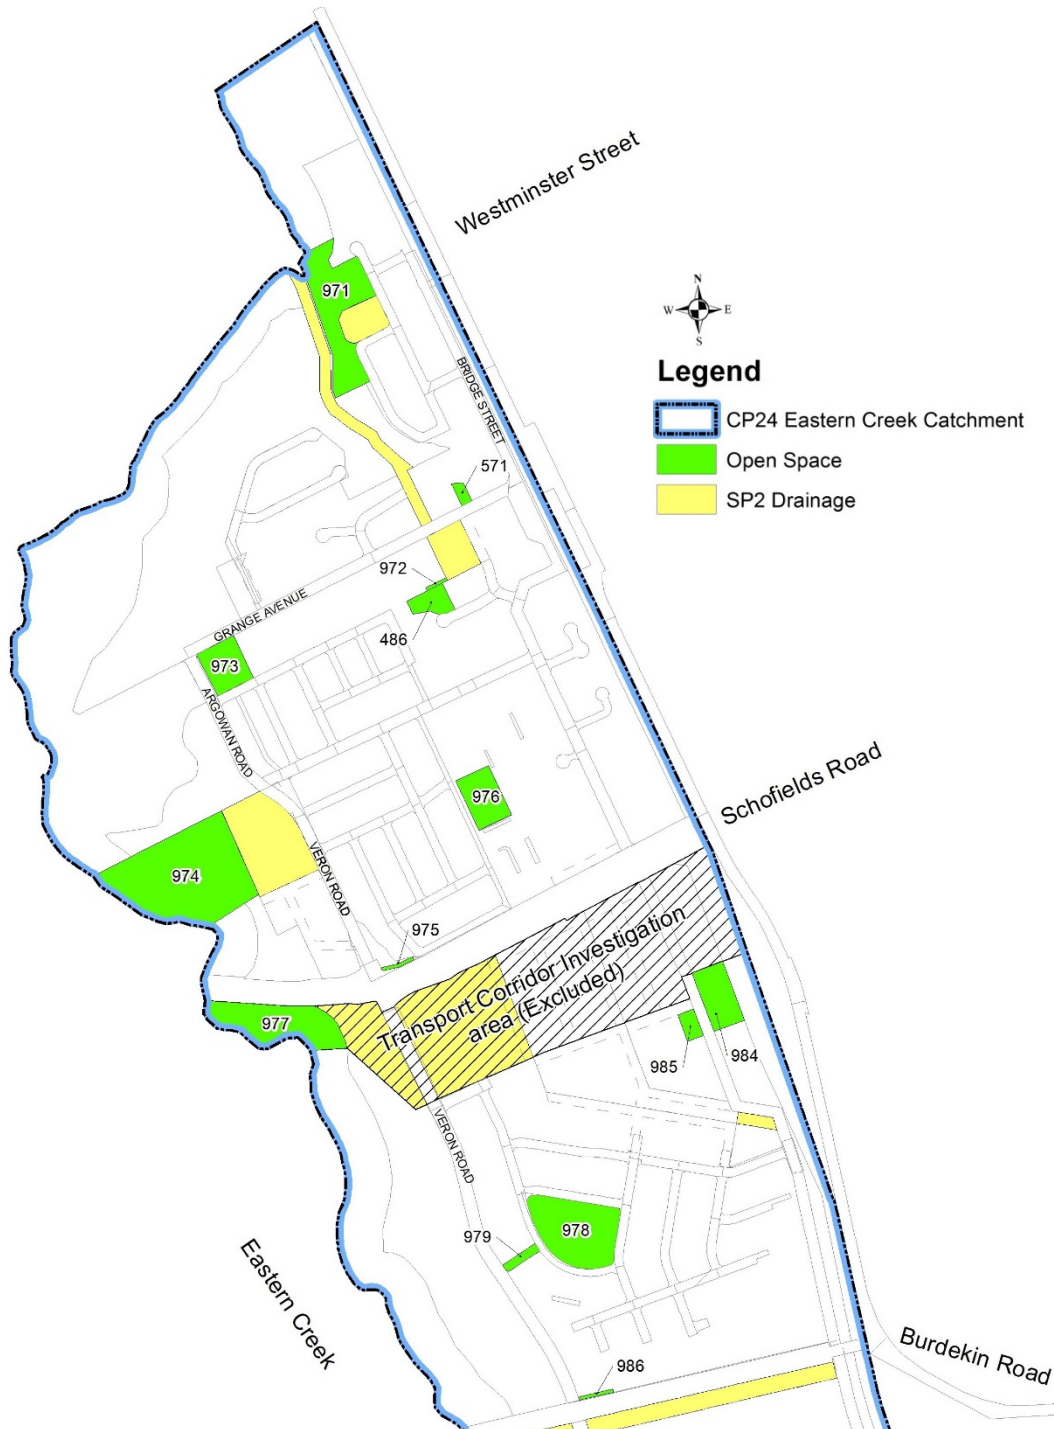 Westminster Street
N
W
E
S
971
Legend
CP24 Eastern Creek Catchment
Open Space
SP2 Drainage
BRIDGE STREET
571
972
486
GRANGE AVENUE
973
ARGOWAN ROAD
Schofields Road
976
974
VERON ROAD
975
Transport Corridor Investigation
area (Excluded)
977
985
984
VERON ROAD
978
979
Eastern Creek
986
Burdekin Road